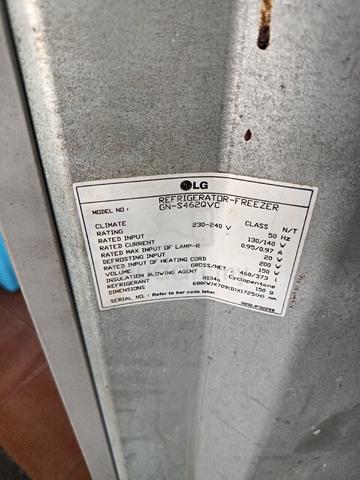 LG
REFRIGERATOR-FREEZER
MODEL NO : GN-S462QVC
CLIMATE CLASS N/T
RATING 230-240 V 50 Hz
RATED INPUT 130/140 W
RATED CURRENT 0.95/0.97 A
RATED MAX INPUT OF LAMP-R 20 W
DEFROSTING INPUT 200 W
RATED INPUT OF HEATING CORD 150 W
VOLUME GROSS/NET : 460/373 l
INSULATION BLOWING AGENT Cyclopentane
REFRIGERANT R134a 150 g
DIMENSIONS 680(W)X709(D)X1725(H) mm
SERIAL NO. : Refer to bar code label